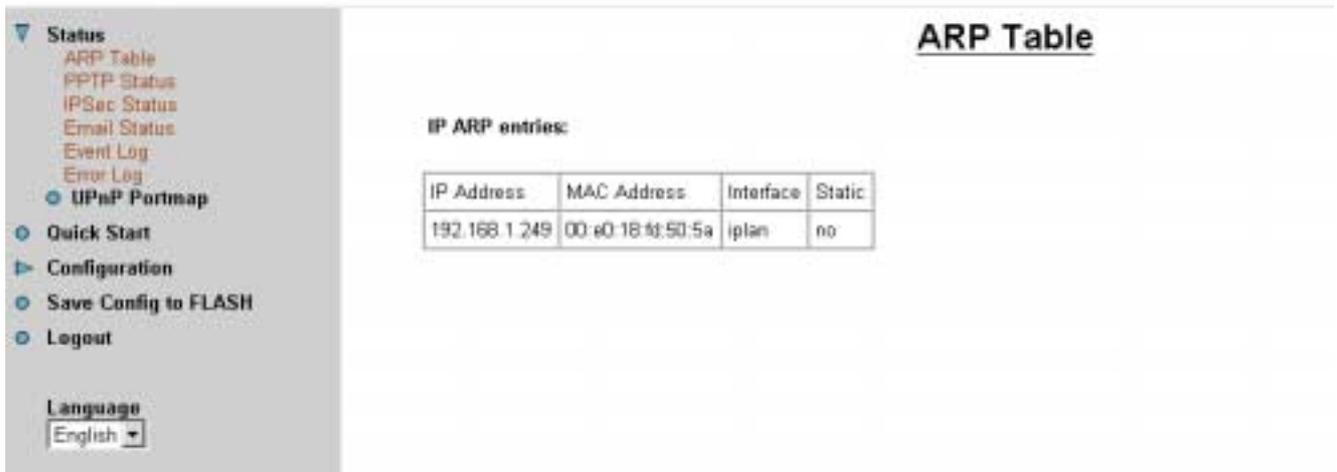 Status
ARP Table
PPTP Status
IPSec Status
Email Status
Event Log
Error Log
UPnP Portmap
Quick Start
Configuration
Save Config to FLASH
Logout
Language
English
ARP Table
IP ARP entries:
IP Address MAC Address Interface Static
192.168.1.249 00:e0:18:fd:50:5a iplan no